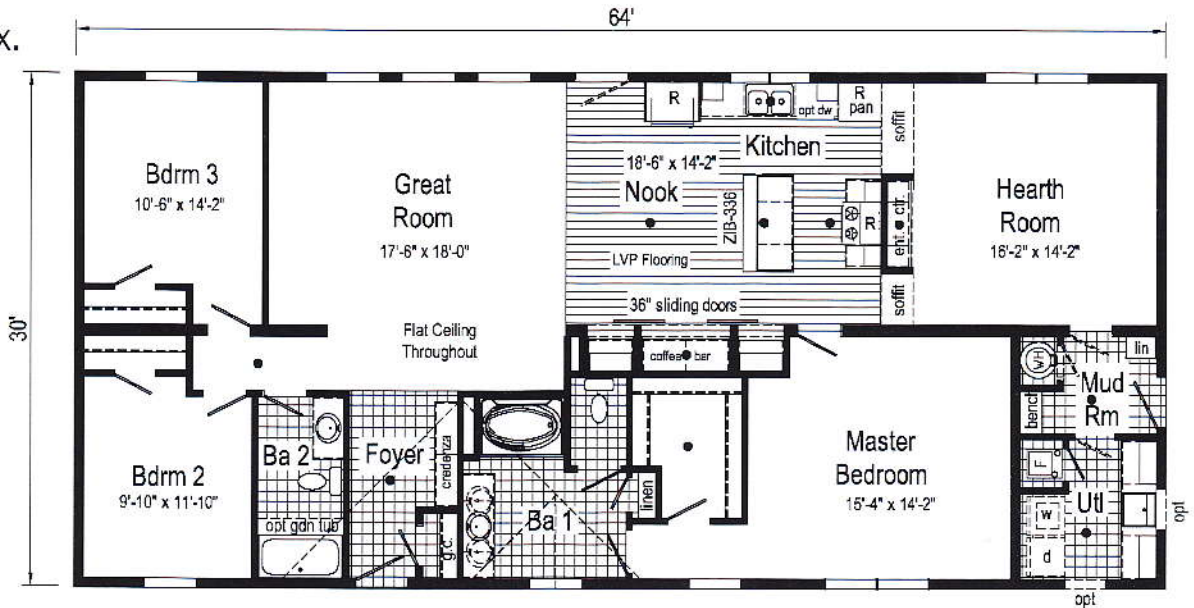 64'
x.
30'
Bdrm 3
10'-6" x 14'-2"
Great
Room
17'-6" x 18'-0"
R
opt dw
R
pan
soffit
Kitchen
18'-6" x 14'-2"
Nook
ZIB-336
R
ent. ctr.
LVP Flooring
36" sliding doors
soffit
Hearth
Room
16'-2" x 14'-2"
Flat Ceiling
Throughout
coffee bar
WH
lin
Mud
Rm
bench
Bdrm 2
9'-10" x 11'-10"
Ba 2
opt gdn tub
Foyer
credenza
g.c.
Ba 1
linen
Master
Bedroom
15'-4" x 14'-2"
F
Utl
w
d
opt
opt